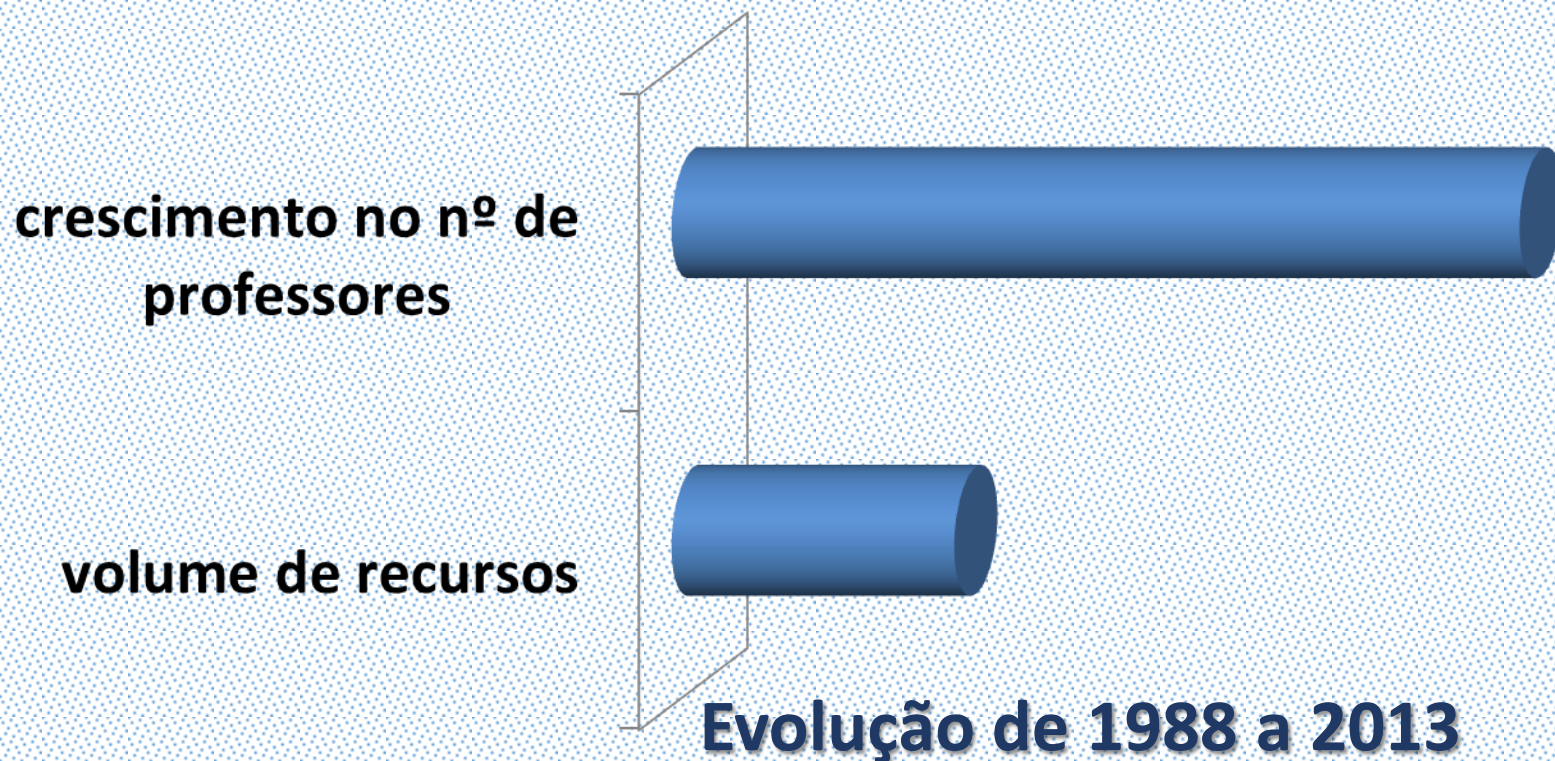 crescimento no nº de
professores
volume de recursos
Evolução de 1988 a 2013